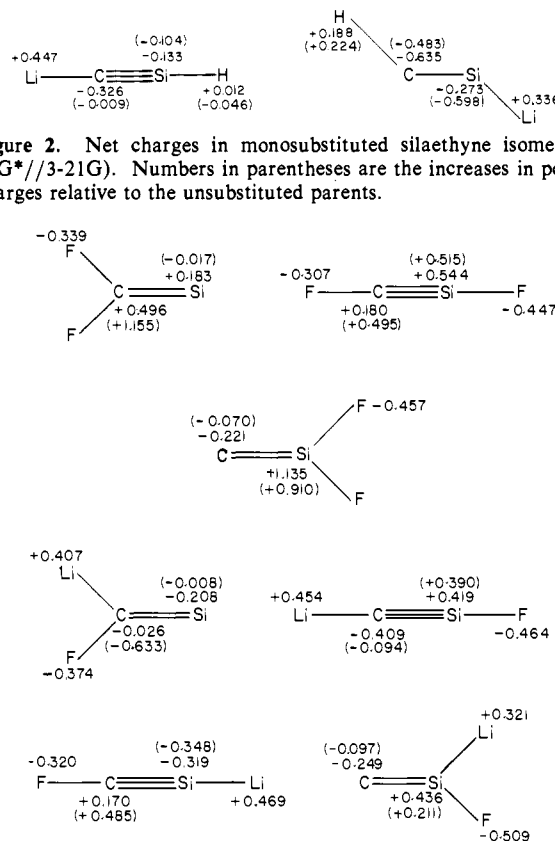 H
+0.188
(+0.224)
(-0.104)
-0.133
(-0.483)
-0.635
+0.447
Li C Si H
C Si
-0.326
(-0.009)
+0.012
(-0.046)
-0.273
(-0.598)
+0.336
Li
gure 2. Net charges in monosubstituted silaethyne isome
G*//3-21G). Numbers in parentheses are the increases in po
arges relative to the unsubstituted parents.
-0.339
F
(-0.017)
+0.183
C Si
+0.496
(+1.155)
F
(+0.515)
+0.544
-0.307
F C Si F
+0.180
(+0.495)
-0.447
(-0.070)
-0.221
F -0.457
C Si
+1.135
(+0.910)
F
+0.407
Li
(-0.008)
-0.208
C Si
-0.026
(-0.633)
F
-0.374
(+0.390)
+0.419
+0.454
Li C Si F
-0.409
(-0.094)
-0.464
(-0.348)
-0.319
-0.320
F C Si Li
+0.170
(+0.485)
+0.469
+0.321
Li
(-0.097)
-0.249
C Si
+0.436
(+0.211)
F
-0.509